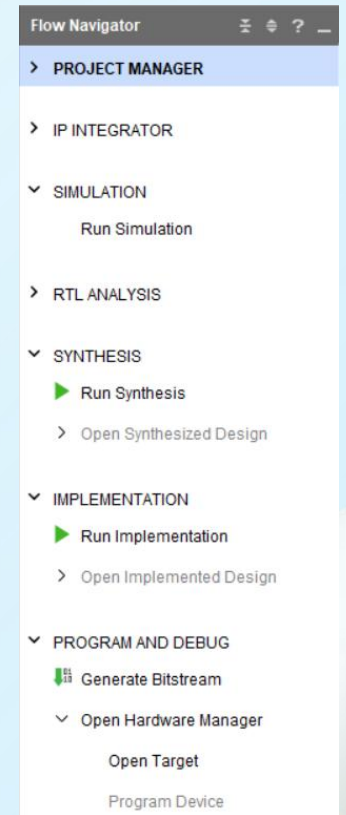 Flow Navigator ?
PROJECT MANAGER
IP INTEGRATOR
SIMULATION
Run Simulation
RTL ANALYSIS
SYNTHESIS
Run Synthesis
Open Synthesized Design
IMPLEMENTATION
Run Implementation
Open Implemented Design
PROGRAM AND DEBUG
Generate Bitstream
Open Hardware Manager
Open Target
Program Device